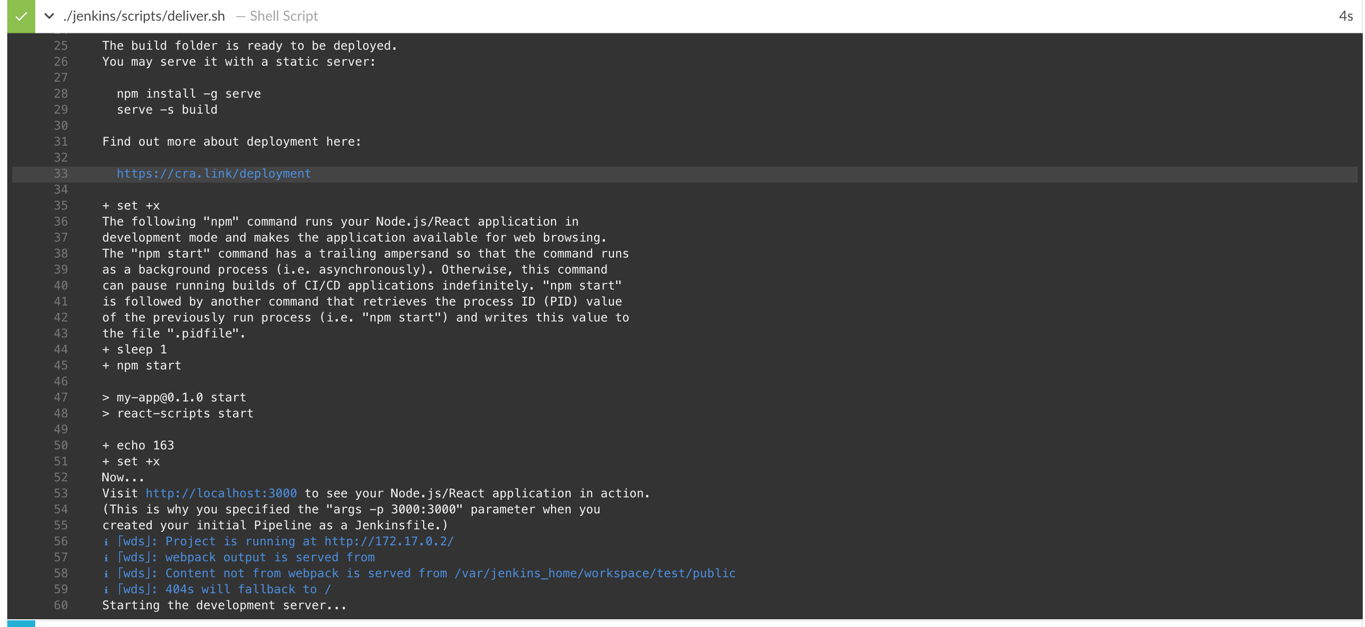 ./jenkins/scripts/deliver.sh — Shell Script 4s
25 The build folder is ready to be deployed.
26 You may serve it with a static server:
27
28 npm install -g serve
29 serve -s build
30
31 Find out more about deployment here:
32
33 https://cra.link/deployment
34
35 + set +x
36 The following "npm" command runs your Node.js/React application in
37 development mode and makes the application available for web browsing.
38 The "npm start" command has a trailing ampersand so that the command runs
39 as a background process (i.e. asynchronously). Otherwise, this command
40 can pause running builds of CI/CD applications indefinitely. "npm start"
41 is followed by another command that retrieves the process ID (PID) value
42 of the previously run process (i.e. "npm start") and writes this value to
43 the file ".pidfile".
44 + sleep 1
45 + npm start
46
47 > my-app@0.1.0 start
48 > react-scripts start
49
50 + echo 163
51 + set +x
52 Now...
53 Visit http://localhost:3000 to see your Node.js/React application in action.
54 (This is why you specified the "args -p 3000:3000" parameter when you
55 created your initial Pipeline as a Jenkinsfile.)
56 ℹ ｢wds｣: Project is running at http://172.17.0.2/
57 ℹ ｢wds｣: webpack output is served from
58 ℹ ｢wds｣: Content not from webpack is served from /var/jenkins_home/workspace/test/public
59 ℹ ｢wds｣: 404s will fallback to /
60 Starting the development server...